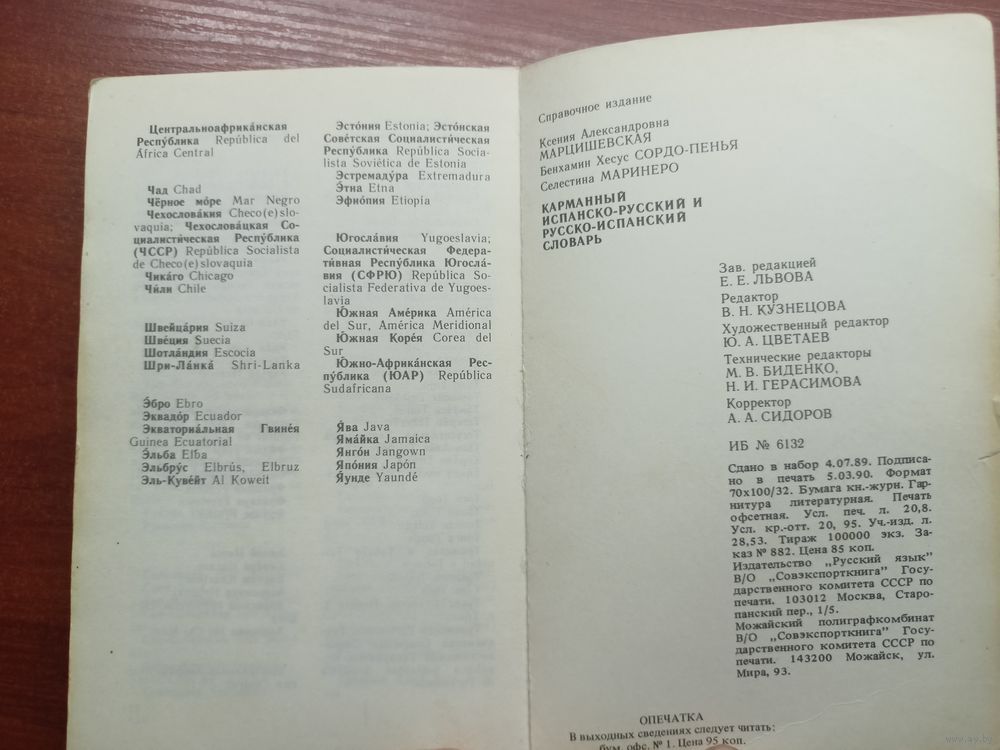 Центральноафрика́нская
Респу́блика República del
África Central
Чад Chad
Чёрное мо́ре Mar Negro
Чехослова́кия Checo(e)slo-
vaquia; Чехослова́цкая Со-
циалисти́ческая Респу́блика
(ЧССР) República Socialista
de Checo(e)slovaquia
Чика́го Chicago
Чи́ли Chile
Швейца́рия Suiza
Шве́ция Suecia
Шотла́ндия Escocia
Шри-Ла́нка́ Shri-Lanka
Э́бро Ebro
Эквадо́р Ecuador
Экваториа́льная Гвине́я
Guinea Ecuatorial
Э́льба Elba
Эльбру́с Elbrús, Elbruz
Эль-Куве́йт Al Koweit
Эсто́ния Estonia; Эсто́нская
Сове́тская Социалисти́ческая
Респу́блика República Socia-
lista Soviética de Estonia
Эстремаду́ра Extremadura
Э́тна Etna
Эфио́пия Etiopía
Югосла́вия Yugoeslavia;
Социалисти́ческая Федера-
ти́вная Респу́блика Югосла́-
вия (СФРЮ) República So-
cialista Federativa de Yugoes-
lavia
Ю́жная Аме́рика América
del Sur, América Meridional
Ю́жная Коре́я Corea del
Sur
Ю́жно-Африка́нская Рес-
пу́блика (ЮАР) República
Sudafricana
Я́ва Java
Яма́йка Jamaica
Янго́н Jangown
Япо́ния Japón
Яунде Yaundé
Справочное издание
Ксения Александровна
МАРЦИШЕВСКАЯ
Бенхамин Хесус СОРДО-ПЕНЬЯ
Селестина МАРИНЕРО
КАРМАННЫЙ
ИСПАНСКО-РУССКИЙ И
РУССКО-ИСПАНСКИЙ
СЛОВАРЬ
Зав. редакцией
Е. Е. ЛЬВОВА
Редактор
В. Н. КУЗНЕЦОВА
Художественный редактор
Ю. А. ЦВЕТАЕВ
Технические редакторы
М. В. БИДЕНКО,
Н. И. ГЕРАСИМОВА
Корректор
А. А. СИДОРОВ
ИБ № 6132
Сдано в набор 4.07.89. Подписа-
но в печать 5.03.90. Формат
70x100/32. Бумага кн.-журн. Гар-
нитура литературная. Печать
офсетная. Усл. печ. л. 20,8.
Усл. кр.-отт. 20, 95. Уч.-изд. л.
28,53. Тираж 100000 экз. За-
каз № 882. Цена 85 коп.
Издательство „Русский язык"
В/О „Совэкспорткнига" Госу-
дарственного комитета СССР по
печати. 103012 Москва, Старо-
панский пер., 1/5.
Можайский полиграфкомбинат
В/О „Совэкспорткнига" Госу-
дарственного комитета СССР по
печати. 143200 Можайск, ул.
Мира, 93.
ОПЕЧАТКА
В выходных сведениях следует читать:
бум. офс. № 1. Цена 95 коп.